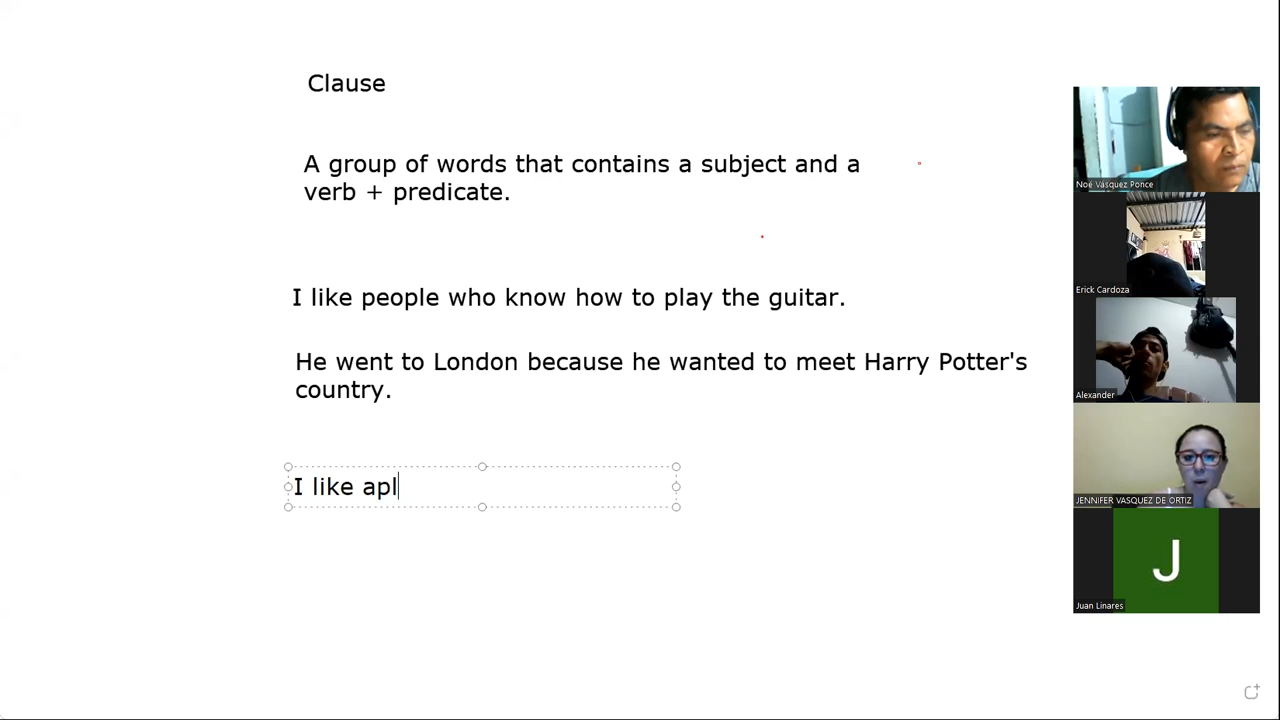 Clause
A group of words that contains a subject and a
verb + predicate.
I like people who know how to play the guitar.
He went to London because he wanted to meet Harry Potter's
country.
I like apl
Noé Vásquez Ponce
Erick Cardoza
Alexander
JENNIFER VASQUEZ DE ORTIZ
J
Juan Linares